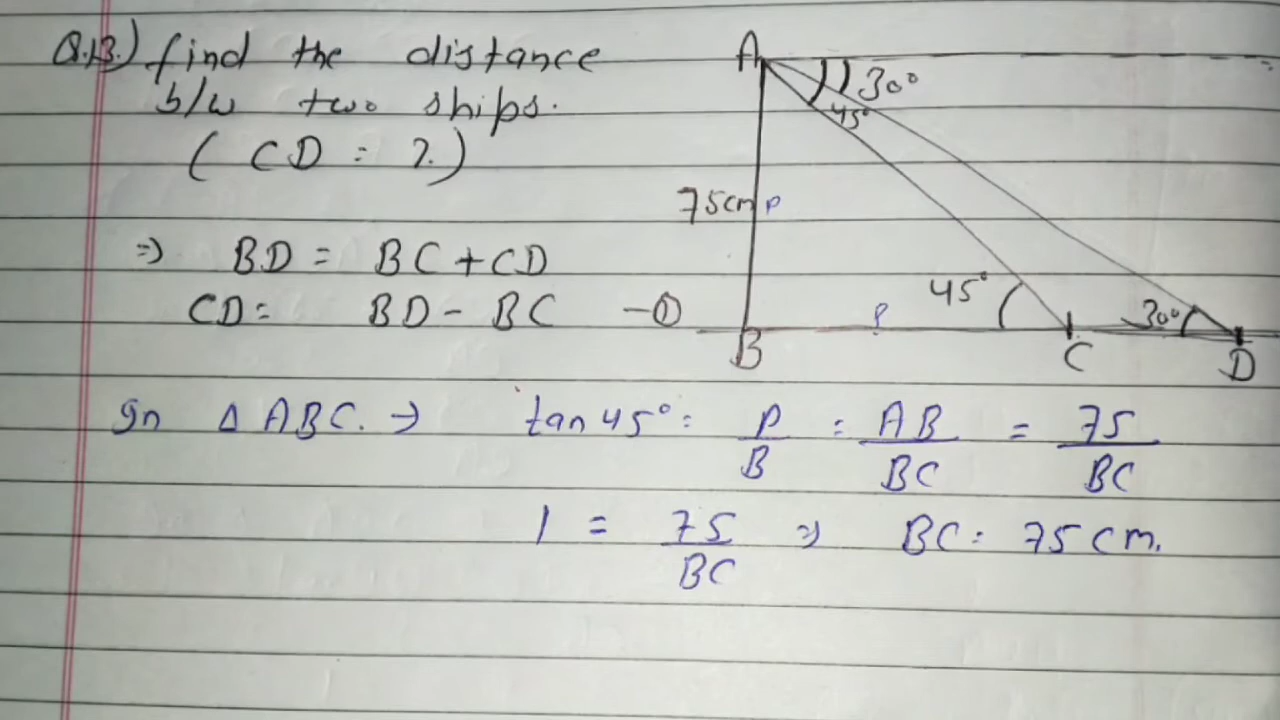 Q.13.) find the distance
b/w two ships.
( CD = ?.)
⇒ BD = BC + CD
CD = BD - BC - ①
A
30°
45°
75cm P
45°
30°
B
C
D
In Δ ABC. → tan 45° = P/B = AB/BC = 75/BC
1 = 75/BC ⇒ BC = 75 cm.